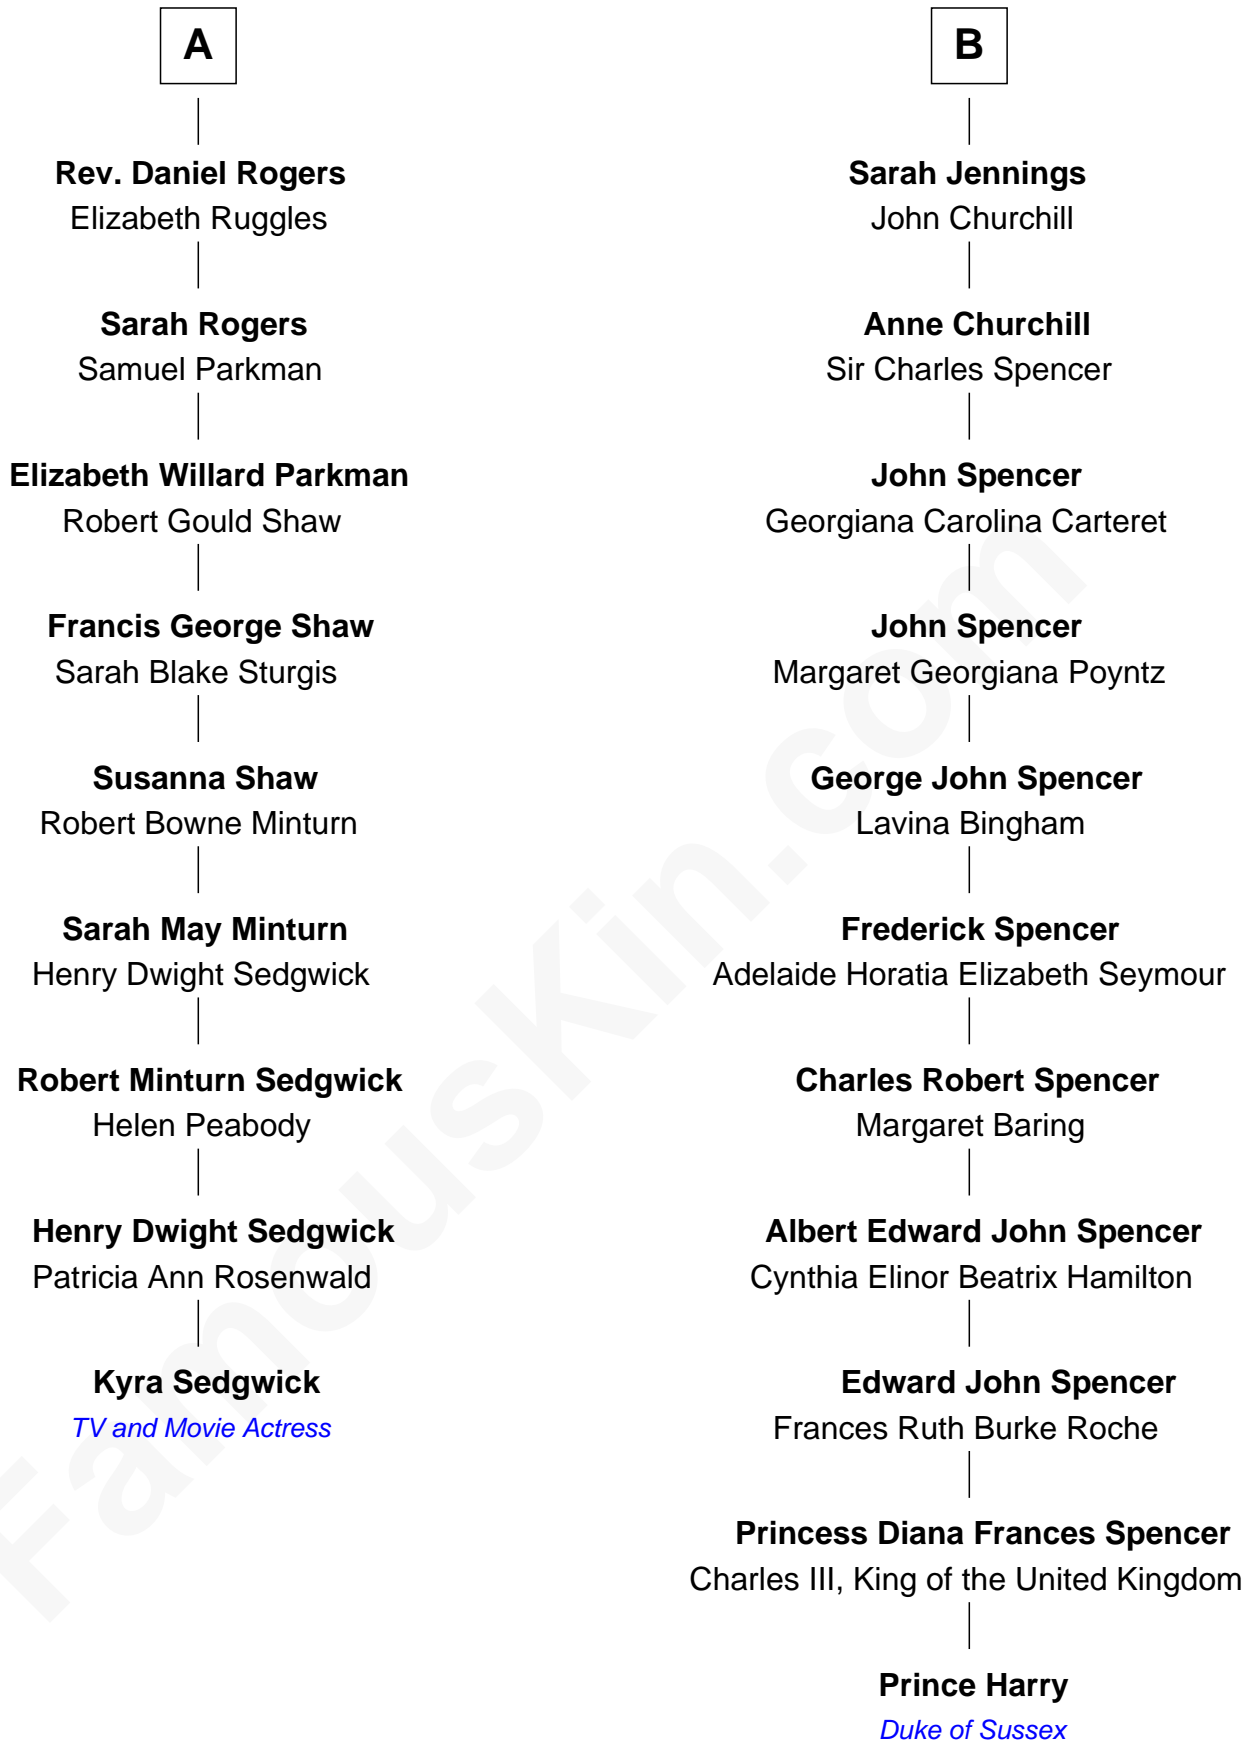 A
Rev. Daniel Rogers
Elizabeth Ruggles
Sarah Rogers
Samuel Parkman
Elizabeth Willard Parkman
Robert Gould Shaw
Francis George Shaw
Sarah Blake Sturgis
Susanna Shaw
Robert Bowne Minturn
Sarah May Minturn
Henry Dwight Sedgwick
Robert Minturn Sedgwick
Helen Peabody
Henry Dwight Sedgwick
Patricia Ann Rosenwald
Kyra Sedgwick
TV and Movie Actress
B
Sarah Jennings
John Churchill
Anne Churchill
Sir Charles Spencer
John Spencer
Georgiana Carolina Carteret
John Spencer
Margaret Georgiana Poyntz
George John Spencer
Lavina Bingham
Frederick Spencer
Adelaide Horatia Elizabeth Seymour
Charles Robert Spencer
Margaret Baring
Albert Edward John Spencer
Cynthia Elinor Beatrix Hamilton
Edward John Spencer
Frances Ruth Burke Roche
Princess Diana Frances Spencer
Charles III, King of the United Kingdom
Prince Harry
Duke of Sussex
FamousKin.com